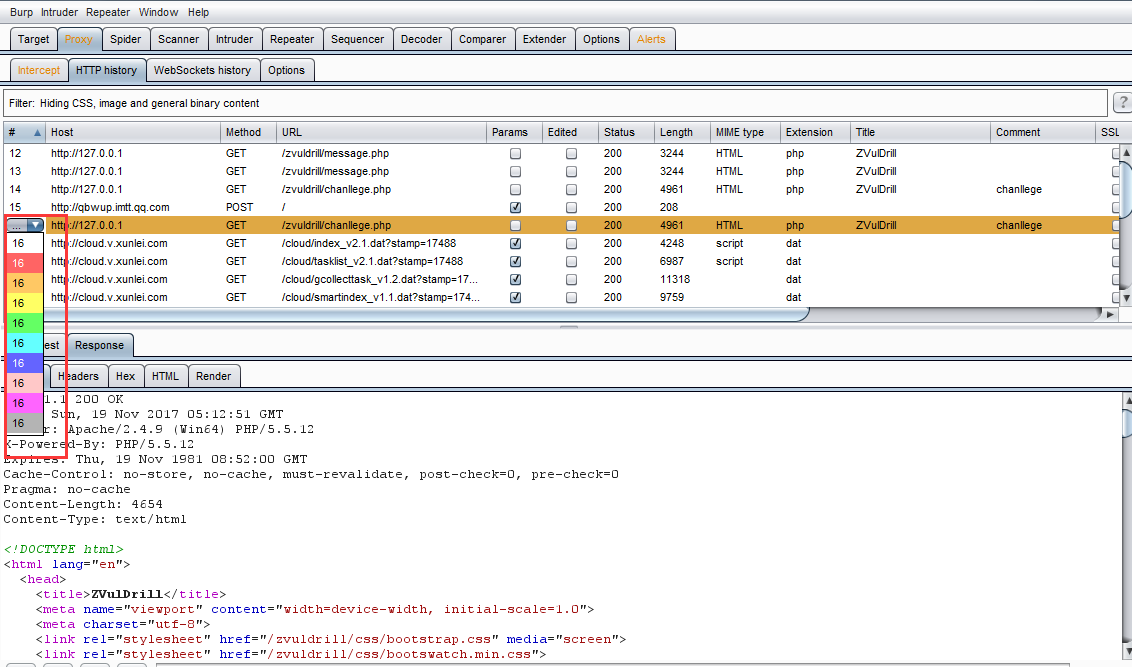 Burp Intruder Repeater Window Help
Target Proxy Spider Scanner Intruder Repeater Sequencer Decoder Comparer Extender Options Alerts
Intercept HTTP history WebSockets history Options
Filter: Hiding CSS, image and general binary content ?
# Host Method URL Params Edited Status Length MIME type Extension Title Comment SSL
12 http://127.0.0.1 GET /zvuldrill/message.php 200 3244 HTML php ZVulDrill
13 http://127.0.0.1 GET /zvuldrill/message.php 200 3244 HTML php ZVulDrill
14 http://127.0.0.1 GET /zvuldrill/chanllege.php 200 4961 HTML php ZVulDrill chanllege
15 http://qbwup.imtt.qq.com POST / 200 208
... http://127.0.0.1 GET /zvuldrill/chanllege.php 200 4961 HTML php ZVulDrill chanllege
16 http://cloud.v.xunlei.com GET /cloud/index_v2.1.dat?stamp=17488 200 4248 script dat
16 http://cloud.v.xunlei.com GET /cloud/tasklist_v2.1.dat?stamp=17488 200 6987 script dat
16 http://cloud.v.xunlei.com GET /cloud/gcollecttask_v1.2.dat?stamp=17... 200 11318 dat
16 http://cloud.v.xunlei.com GET /cloud/smartindex_v1.1.dat?stamp=174... 200 9759 dat
16
16 est Response
16
16 Headers Hex HTML Render
16 1.1 200 OK
16 Sun, 19 Nov 2017 05:12:51 GMT
r: Apache/2.4.9 (Win64) PHP/5.5.12
X-Powered-By: PHP/5.5.12
Expires: Thu, 19 Nov 1981 08:52:00 GMT
Cache-Control: no-store, no-cache, must-revalidate, post-check=0, pre-check=0
Pragma: no-cache
Content-Length: 4654
Content-Type: text/html
<!DOCTYPE html>
<html lang="en">
<head>
<title>ZVulDrill</title>
<meta name="viewport" content="width=device-width, initial-scale=1.0">
<meta charset="utf-8">
<link rel="stylesheet" href="/zvuldrill/css/bootstrap.css" media="screen">
<link rel="stylesheet" href="/zvuldrill/css/bootswatch.min.css">